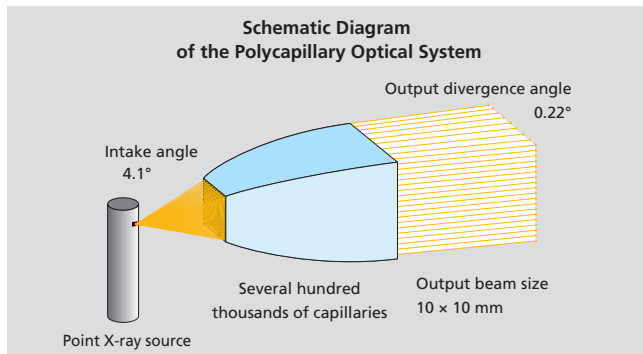 Schematic Diagram
of the Polycapillary Optical System
Output divergence angle
0.22°
Intake angle
4.1°
Several hundred
thousands of capillaries
Output beam size
10 × 10 mm
Point X-ray source